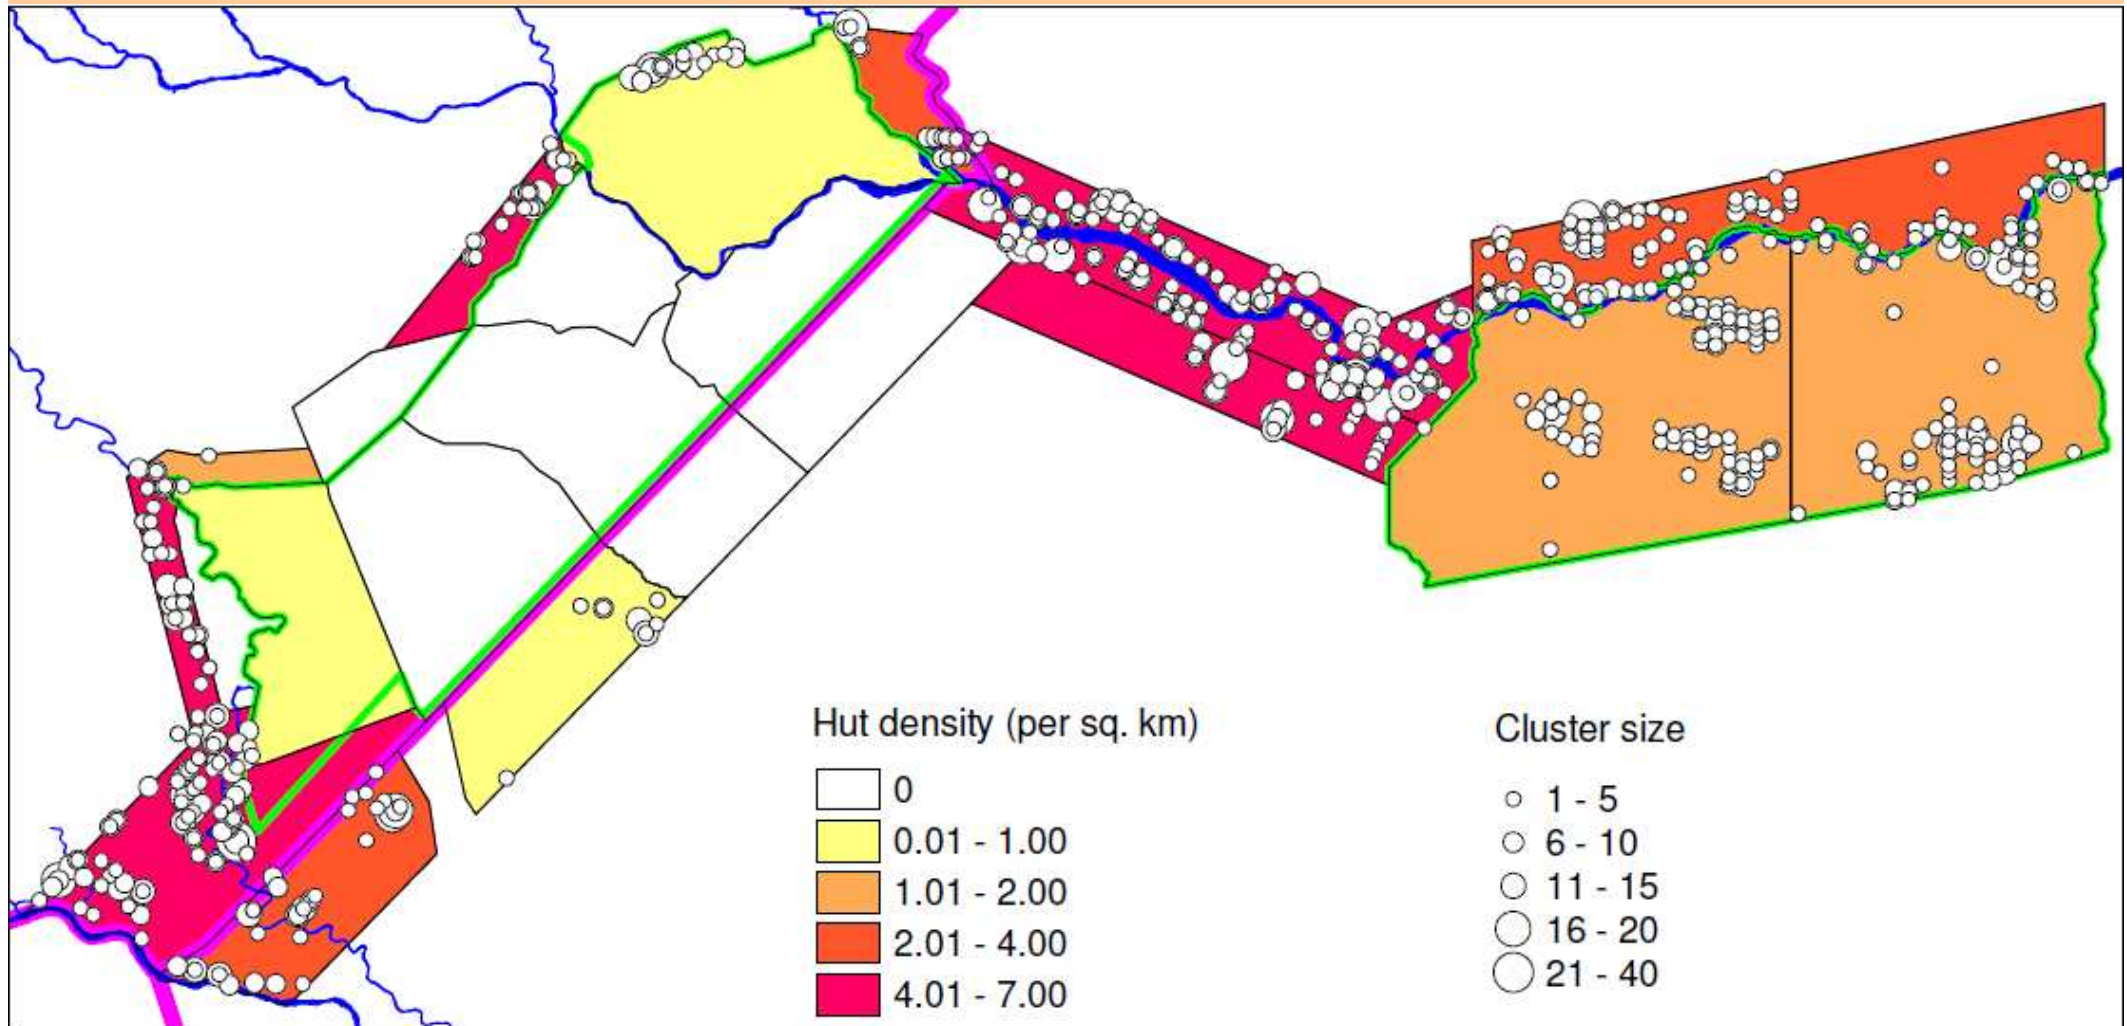 Hut density (per sq. km)
0
0.01 - 1.00
1.01 - 2.00
2.01 - 4.00
4.01 - 7.00
Cluster size
1 - 5
6 - 10
11 - 15
16 - 20
21 - 40